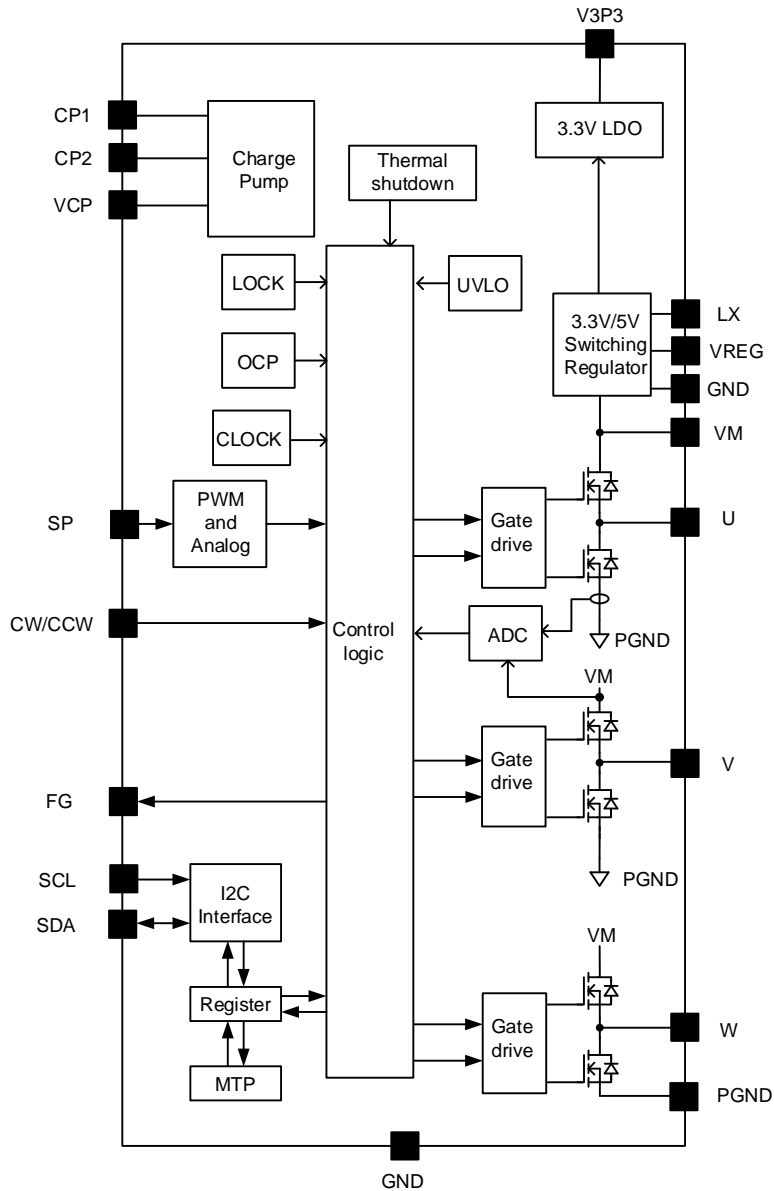 V3P3
CP1
CP2
VCP
Charge
Pump
Thermal
shutdown
3.3V LDO
LOCK
UVLO
OCP
CLOCK
3.3V/5V
Switching
Regulator
LX
VREG
GND
VM
SP
PWM
and
Analog
Gate
drive
U
CW/CCW
Control
logic
ADC
PGND
VM
Gate
drive
V
FG
PGND
SCL
SDA
I2C
Interface
Register
MTP
VM
Gate
drive
W
PGND
GND